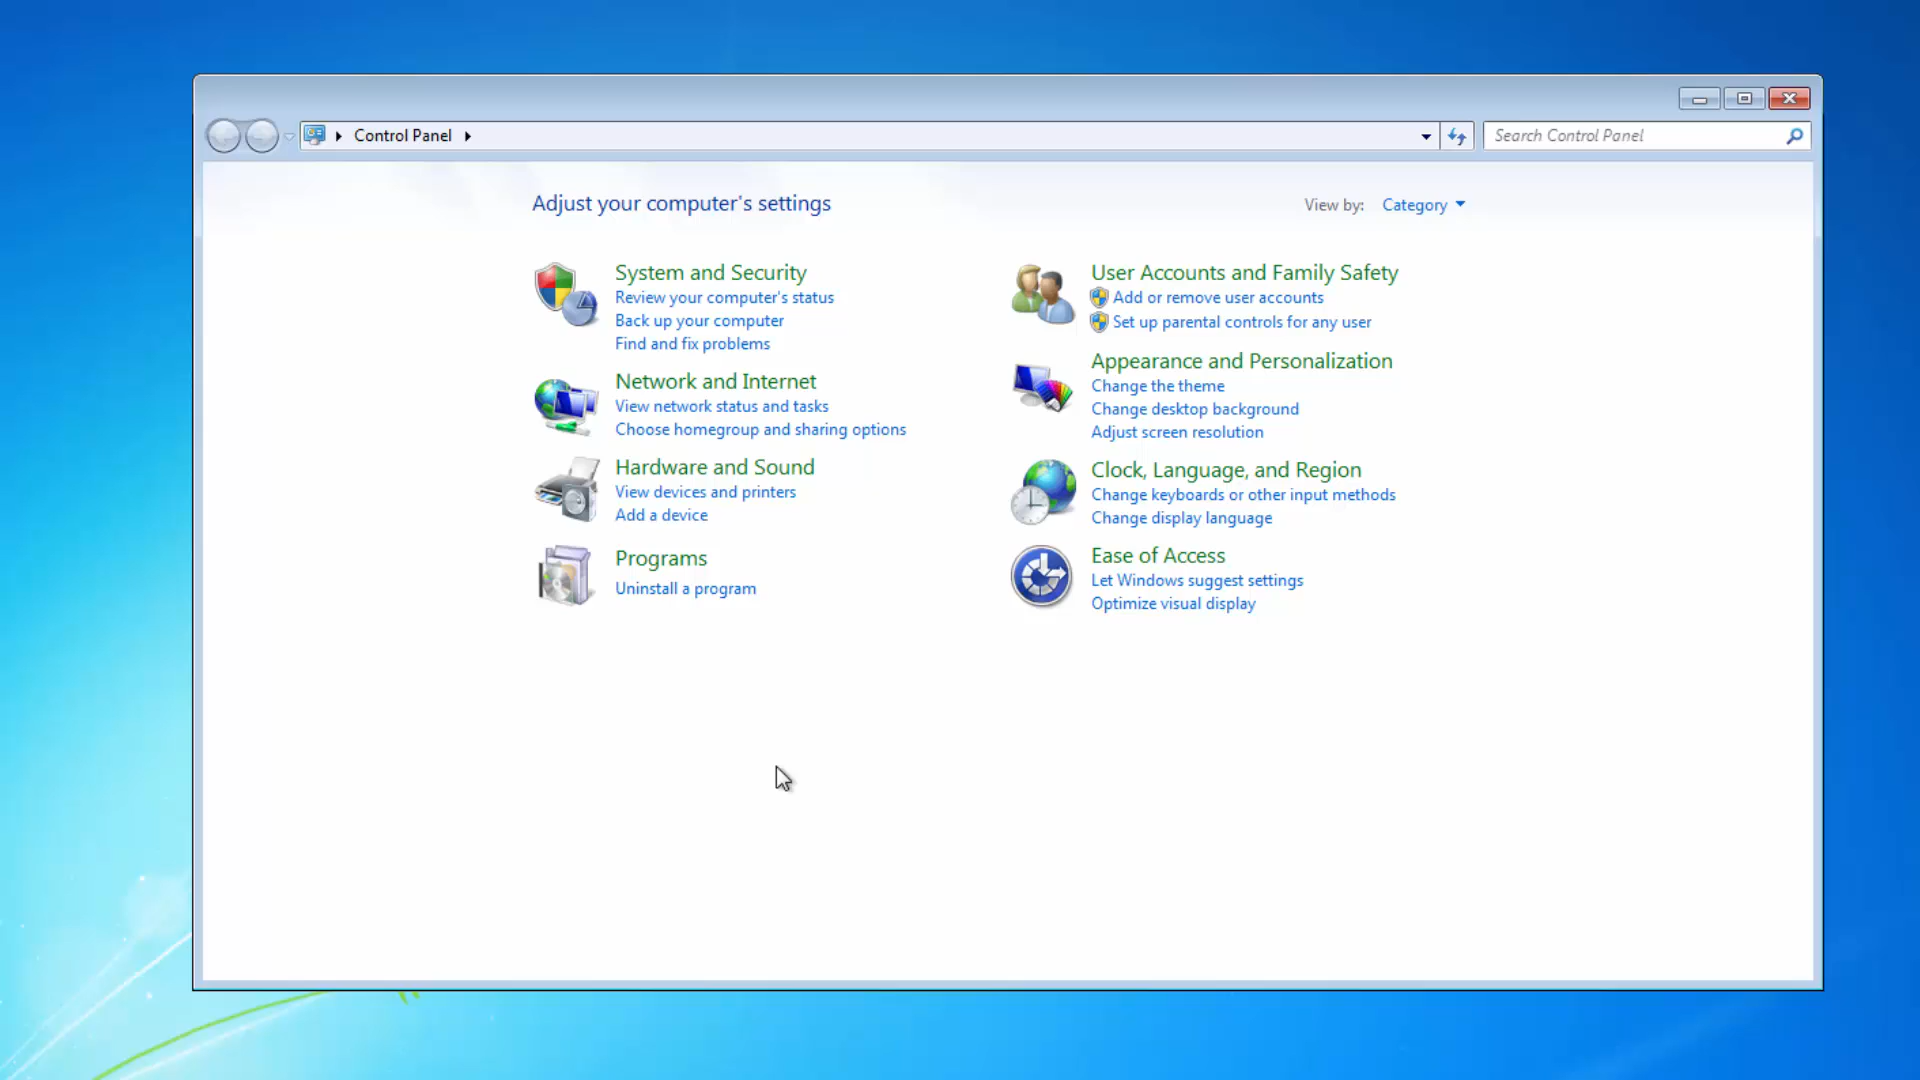 Control Panel
Search Control Panel
Adjust your computer's settings
View by: Category
System and Security
Review your computer's status
Back up your computer
Find and fix problems
Network and Internet
View network status and tasks
Choose homegroup and sharing options
Hardware and Sound
View devices and printers
Add a device
Programs
Uninstall a program
User Accounts and Family Safety
Add or remove user accounts
Set up parental controls for any user
Appearance and Personalization
Change the theme
Change desktop background
Adjust screen resolution
Clock, Language, and Region
Change keyboards or other input methods
Change display language
Ease of Access
Let Windows suggest settings
Optimize visual display